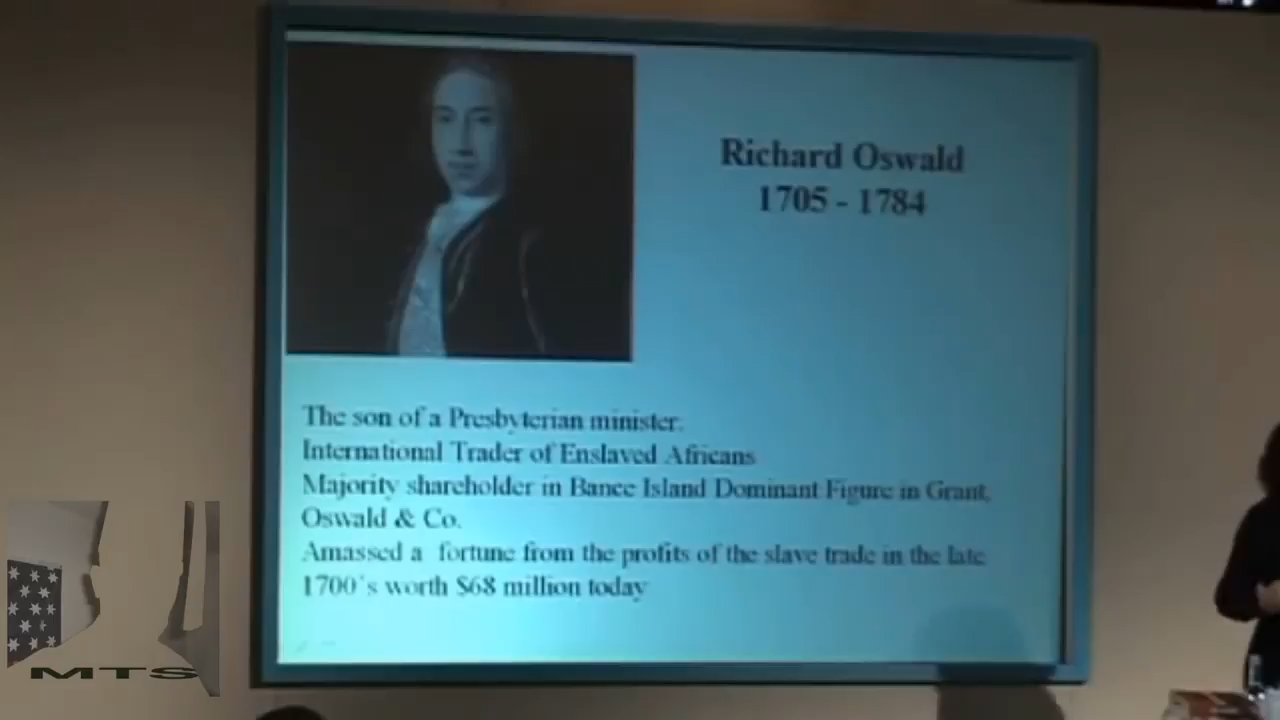 Richard Oswald
1705 - 1784
The son of a Presbyterian minister.
International Trader of Enslaved Africans
Majority shareholder in Bance Island Dominant Figure in Grant,
Oswald & Co.
Amassed a fortune from the profits of the slave trade in the late
1700's worth $68 million today
MTS